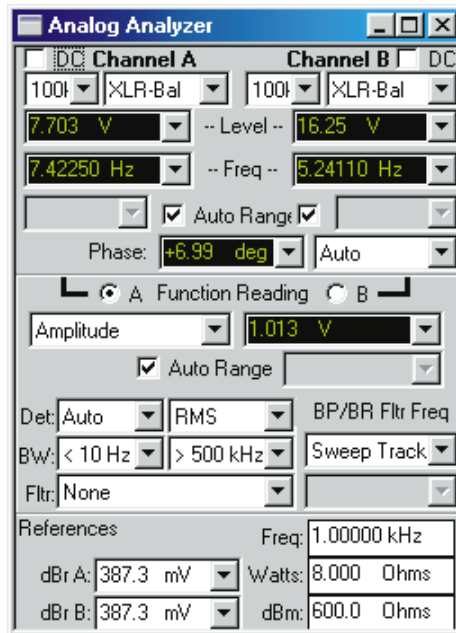 Analog Analyzer
DC Channel A Channel B DC
100k XLR-Bal 100k XLR-Bal
7.703 V -- Level -- 16.25 V
7.42250 Hz -- Freq -- 5.24110 Hz
Auto Range
Phase: +6.99 deg Auto
A Function Reading B
Amplitude 1.013 V
Auto Range
Det: Auto RMS BP/BR Fltr Freq
BW: < 10 Hz > 500 kHz Sweep Track
Fltr: None
References Freq: 1.00000 kHz
dBr A: 387.3 mV Watts: 8.000 Ohms
dBr B: 387.3 mV dBm: 600.0 Ohms